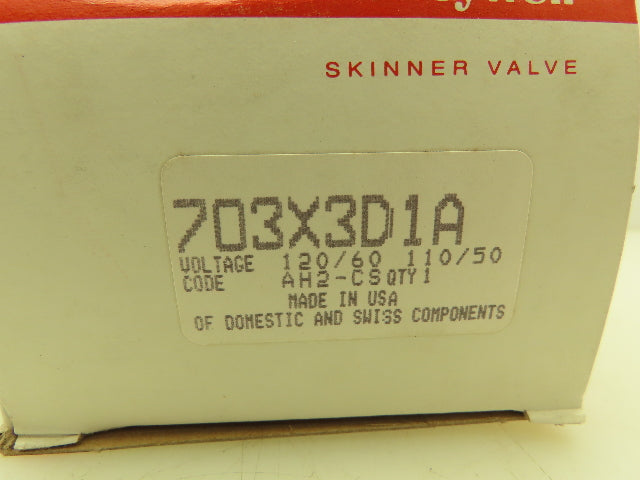 SKINNER VALVE
703X3D1A
VOLTAGE 120/60 110/50
CODE AH2-CS QTY 1
MADE IN USA
OF DOMESTIC AND SWISS COMPONENTS